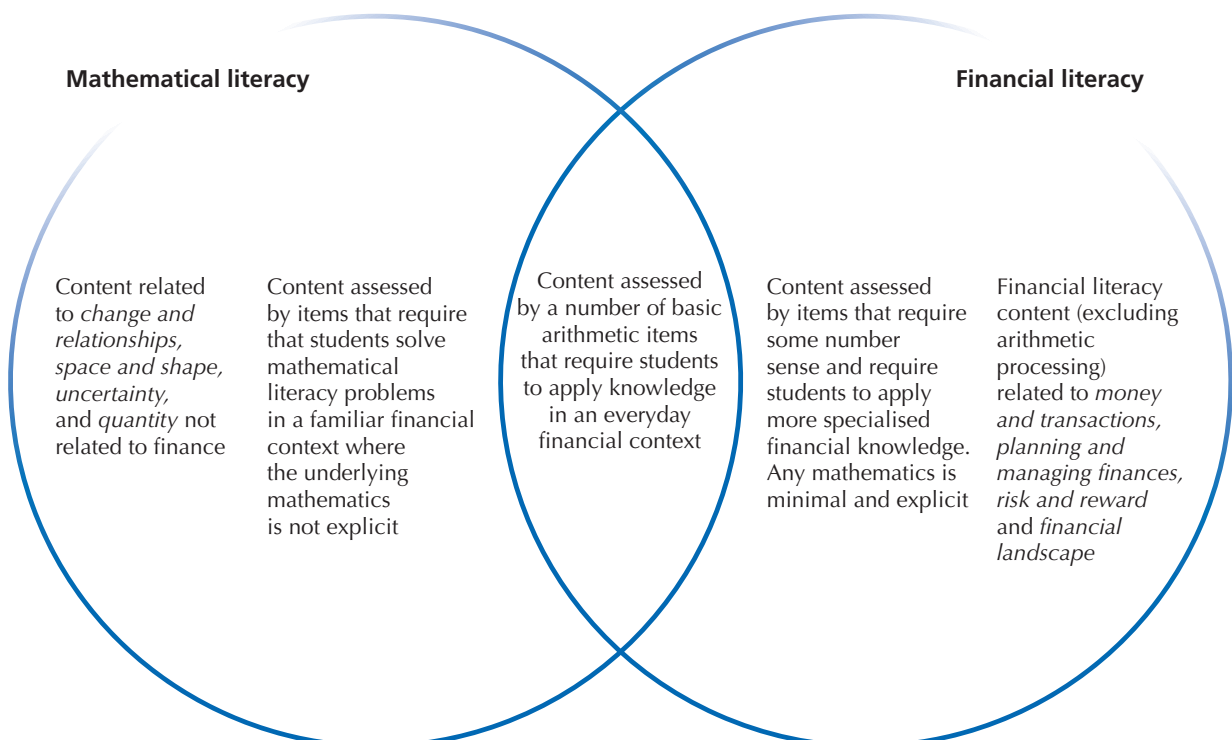 Mathematical literacy
Financial literacy
Content related
to change and
relationships,
space and shape,
uncertainty,
and quantity not
related to finance
Content assessed
by items that require
that students solve
mathematical
literacy problems
in a familiar financial
context where
the underlying
mathematics
is not explicit
Content assessed
by a number of basic
arithmetic items
that require students
to apply knowledge
in an everyday
financial context
Content assessed
by items that require
some number
sense and require
students to apply
more specialised
financial knowledge.
Any mathematics is
minimal and explicit
Financial literacy
content (excluding
arithmetic
processing)
related to money
and transactions,
planning and
managing finances,
risk and reward
and financial
landscape